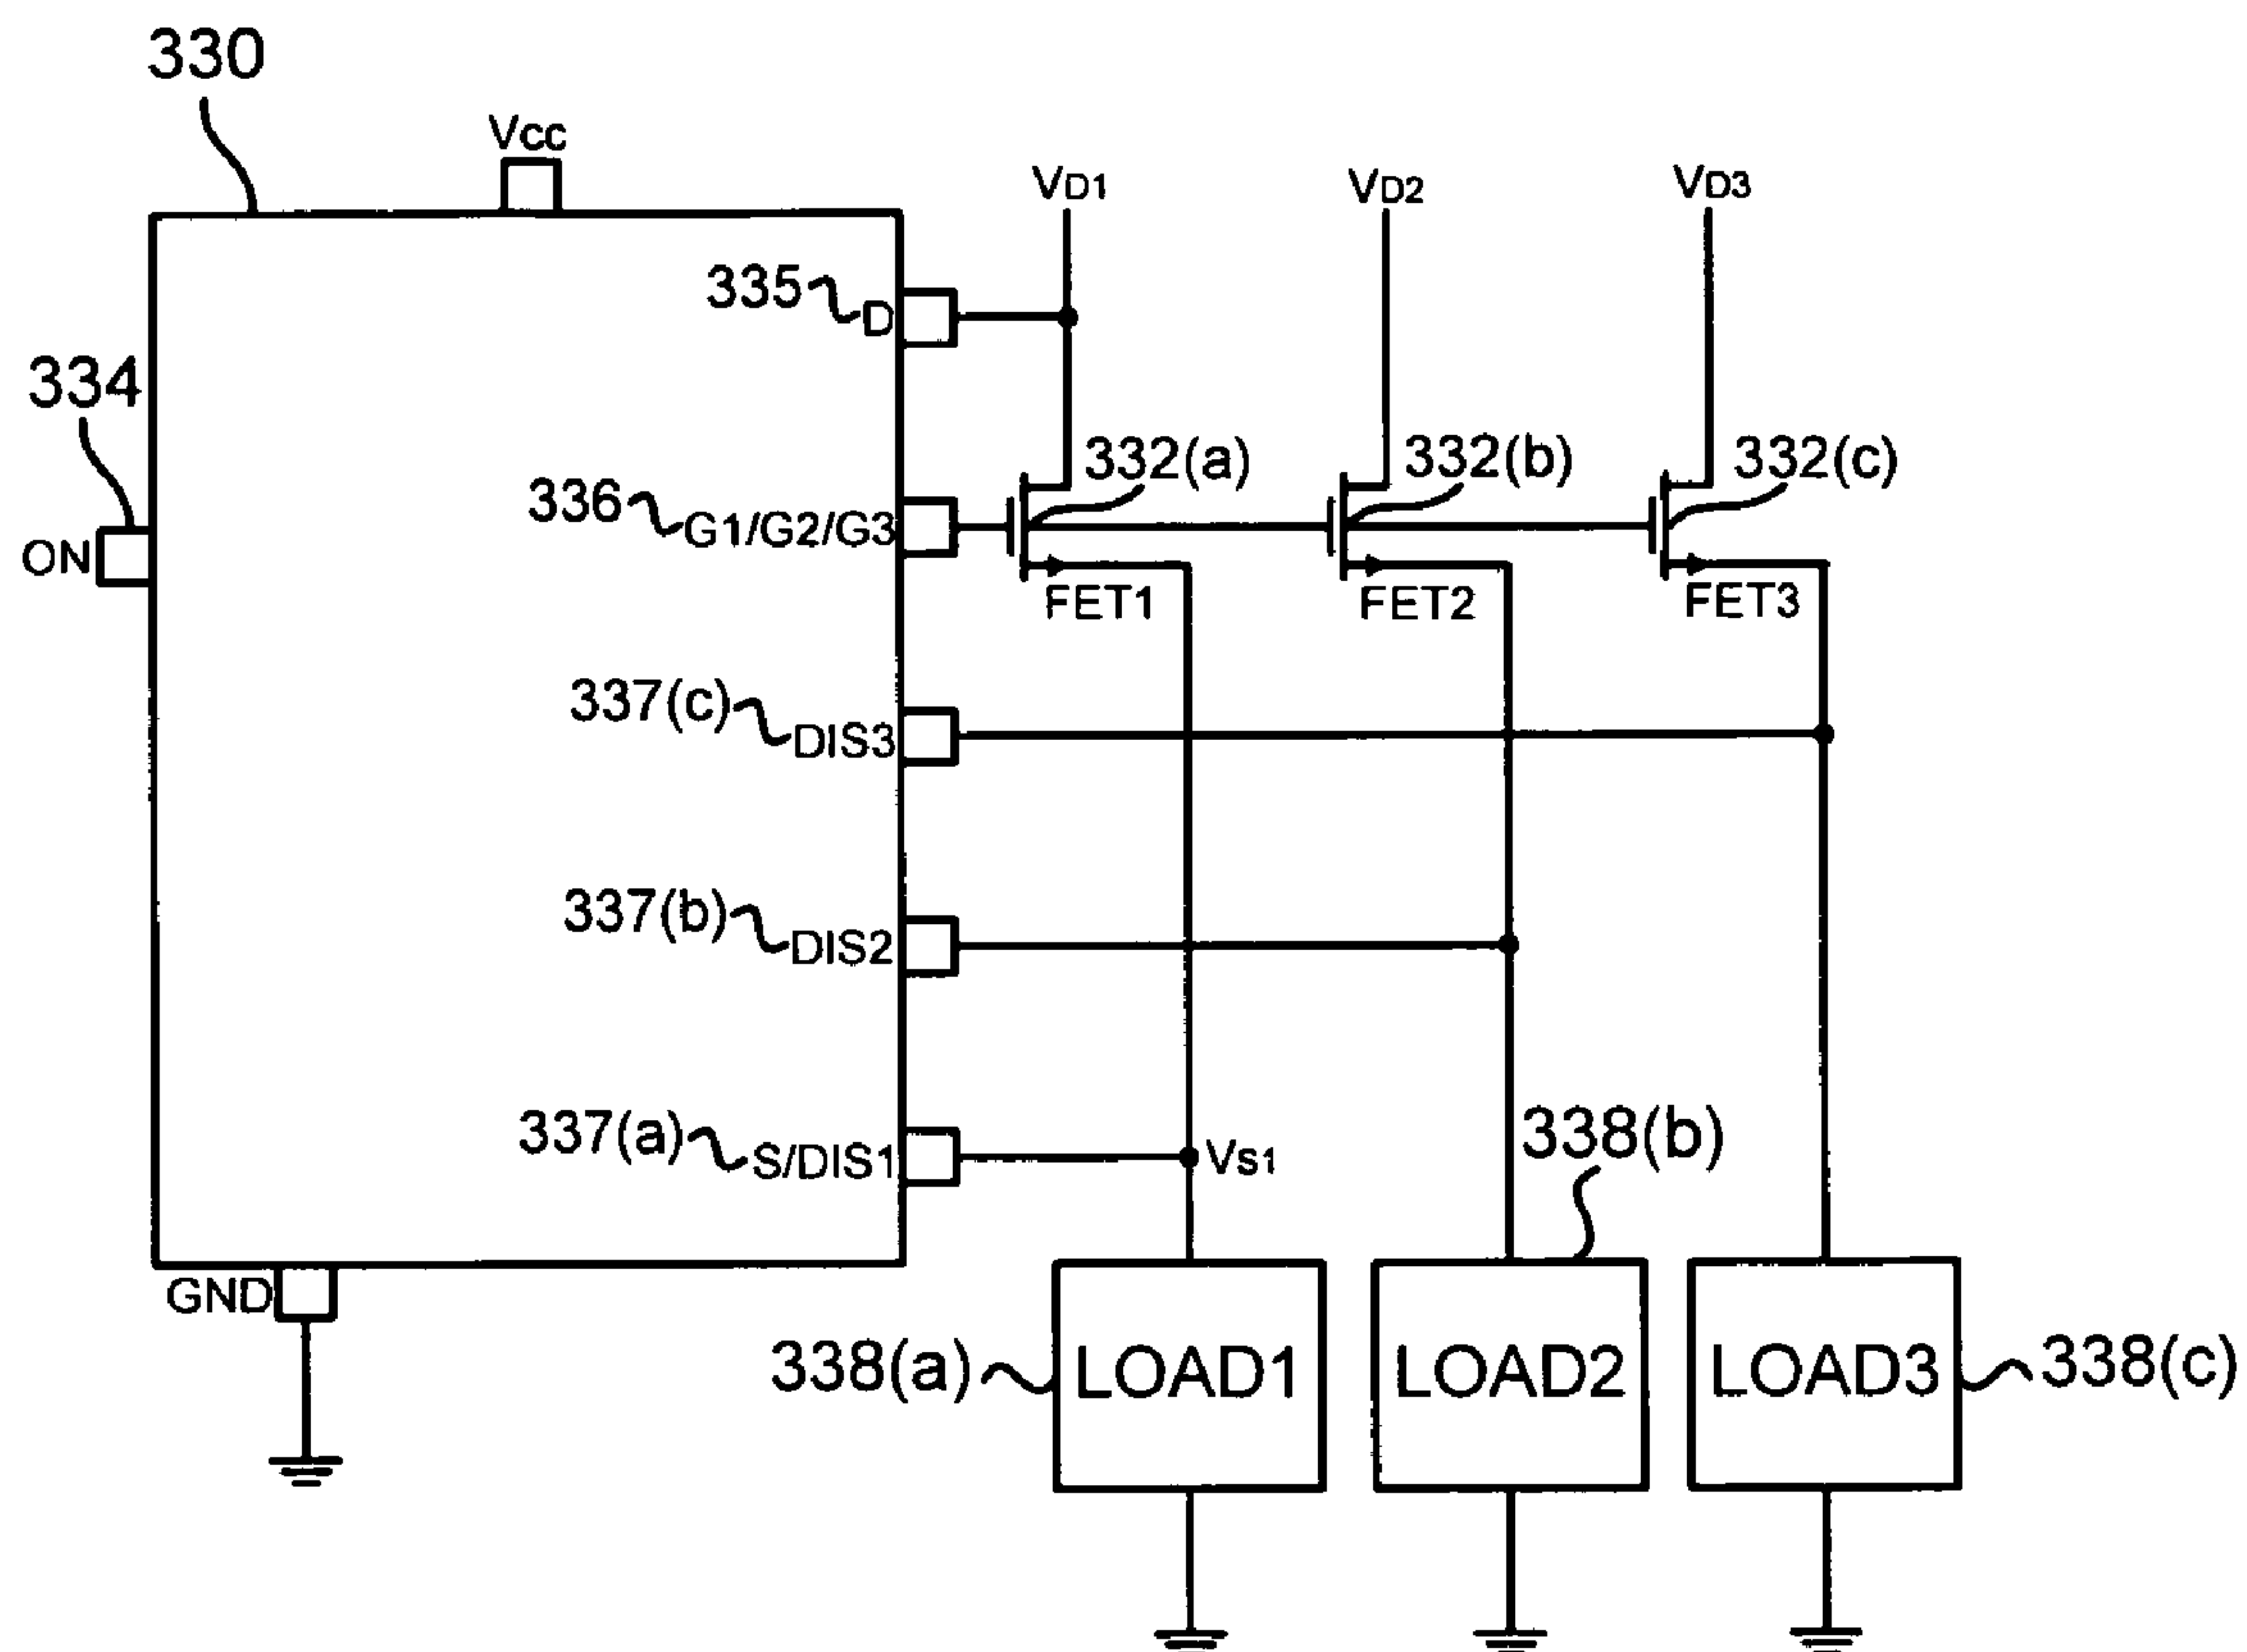 330
Vcc
VD1
VD2
VD3
335
D
334
ON
332(a)
332(b)
332(c)
336
G1/G2/G3
FET1
FET2
FET3
337(c)
DIS3
337(b)
DIS2
337(a)
S/DIS1
VS1
338(b)
GND
338(a)
LOAD1
LOAD2
LOAD3
338(c)